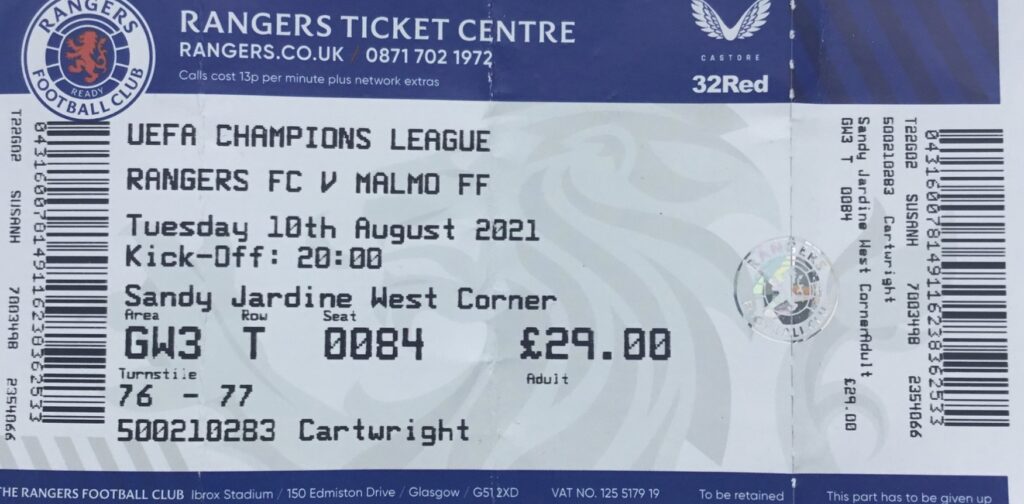 RANGERS
READY
FOOTBALL CLUB
RANGERS TICKET CENTRE
RANGERS.CO.UK / 0871 702 1972
Calls cost 13p per minute plus network extras
CASTORE
32Red
UEFA CHAMPIONS LEAGUE
RANGERS FC V MALMO FF
Tuesday 10th August 2021
Kick-Off: 20:00
Sandy Jardine West Corner
Area Row Seat
GW3 T 0084 £29.00
Turnstile Adult
76 - 77
500210283 Cartwright
T22G02 SUSANH 7003498 2354066
043160078149116238362533
GW3 T 0084 £29.00
Sandy Jardine West CornerAdult
500210283 Cartwright
T22G02 SUSANH 7003498 2354066
043160078149116238362533
THE RANGERS FOOTBALL CLUB Ibrox Stadium / 150 Edmiston Drive / Glasgow / G51 2XD VAT NO. 125 5179 19 To be retained
This part has to be given up